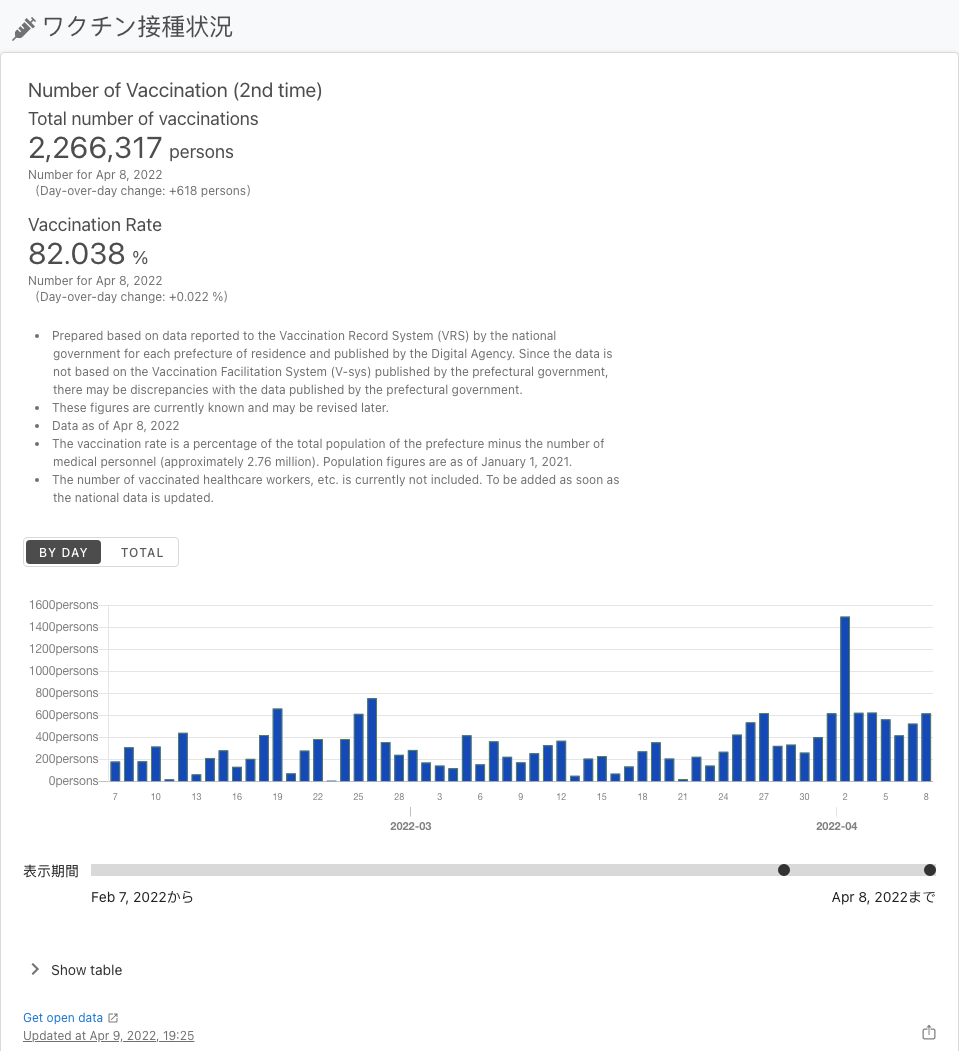 ワクチン接種状況
Number of Vaccination (2nd time)
Total number of vaccinations
2,266,317 persons
Number for Apr 8, 2022
(Day-over-day change: +618 persons)
Vaccination Rate
82.038 %
Number for Apr 8, 2022
(Day-over-day change: +0.022 %)
• Prepared based on data reported to the Vaccination Record System (VRS) by the national
government for each prefecture of residence and published by the Digital Agency. Since the data is
not based on the Vaccination Facilitation System (V-sys) published by the prefectural government,
there may be discrepancies with the data published by the prefectural government.
• These figures are currently known and may be revised later.
• Data as of Apr 8, 2022
• The vaccination rate is a percentage of the total population of the prefecture minus the number of
medical personnel (approximately 2.76 million). Population figures are as of January 1, 2021.
• The number of vaccinated healthcare workers, etc. is currently not included. To be added as soon as
the national data is updated.
BY DAY TOTAL
1600persons
1400persons
1200persons
1000persons
800persons
600persons
400persons
200persons
0persons
7 10 13 16 19 22 25 28 3 6 9 12 15 18 21 24 27 30 2 5 8
2022-03 2022-04
表示期間
Feb 7, 2022から Apr 8, 2022まで
Show table
Get open data
Updated at Apr 9, 2022, 19:25